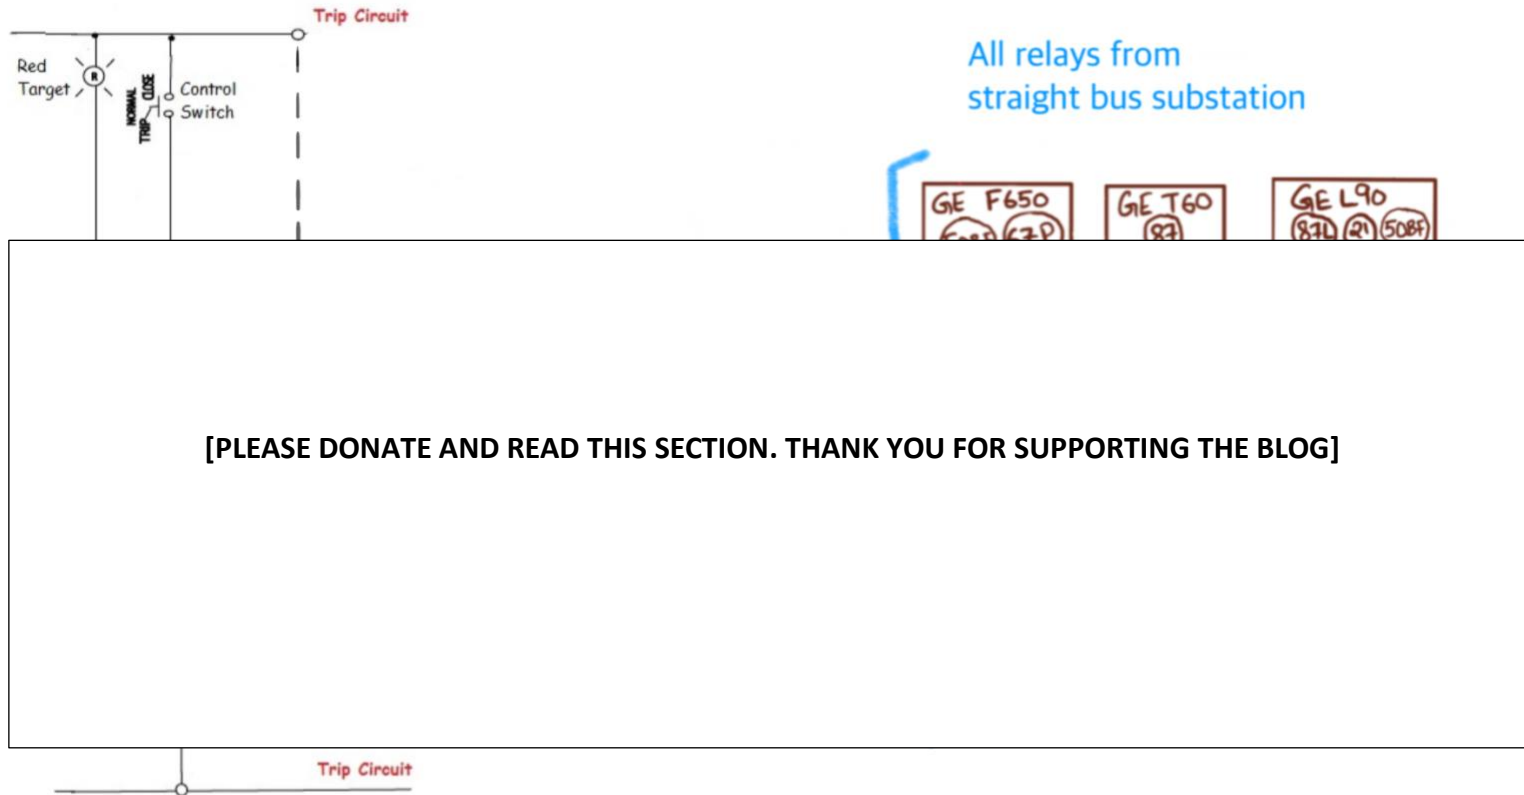 Trip Circuit
Red
Target
R
NORMAL
CLOSE
TRIP
Control
Switch
All relays from
straight bus substation
GE F650
67P
GE T60
87
GE L90
87L 21 50BF
[PLEASE DONATE AND READ THIS SECTION. THANK YOU FOR SUPPORTING THE BLOG]
Trip Circuit